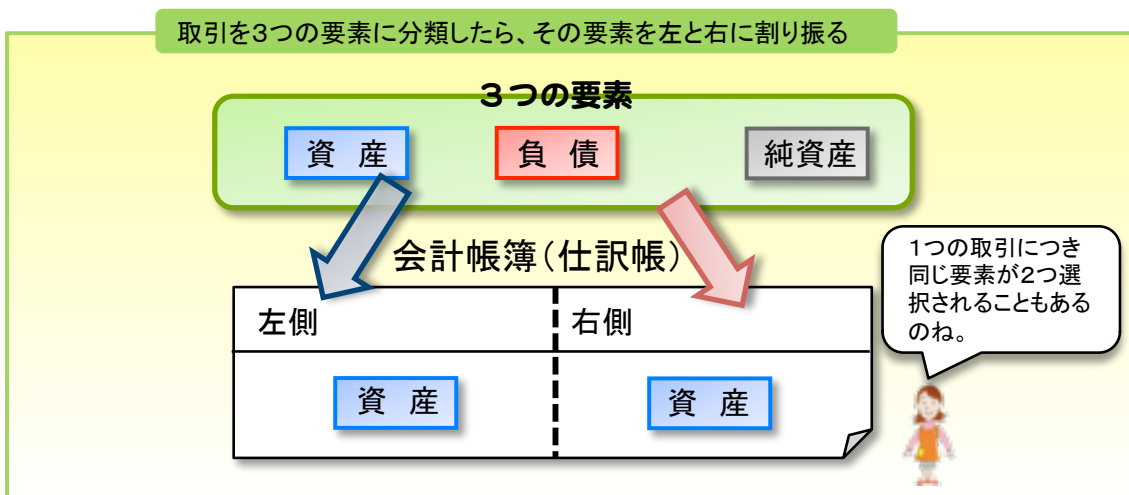 取引を3つの要素に分類したら、その要素を左と右に割り振る
３つの要素
資 産
負 債
純資産
会計帳簿（仕訳帳）
左側
右側
資 産
資 産
１つの取引につき
同じ要素が２つ選
択されることもある
のね。